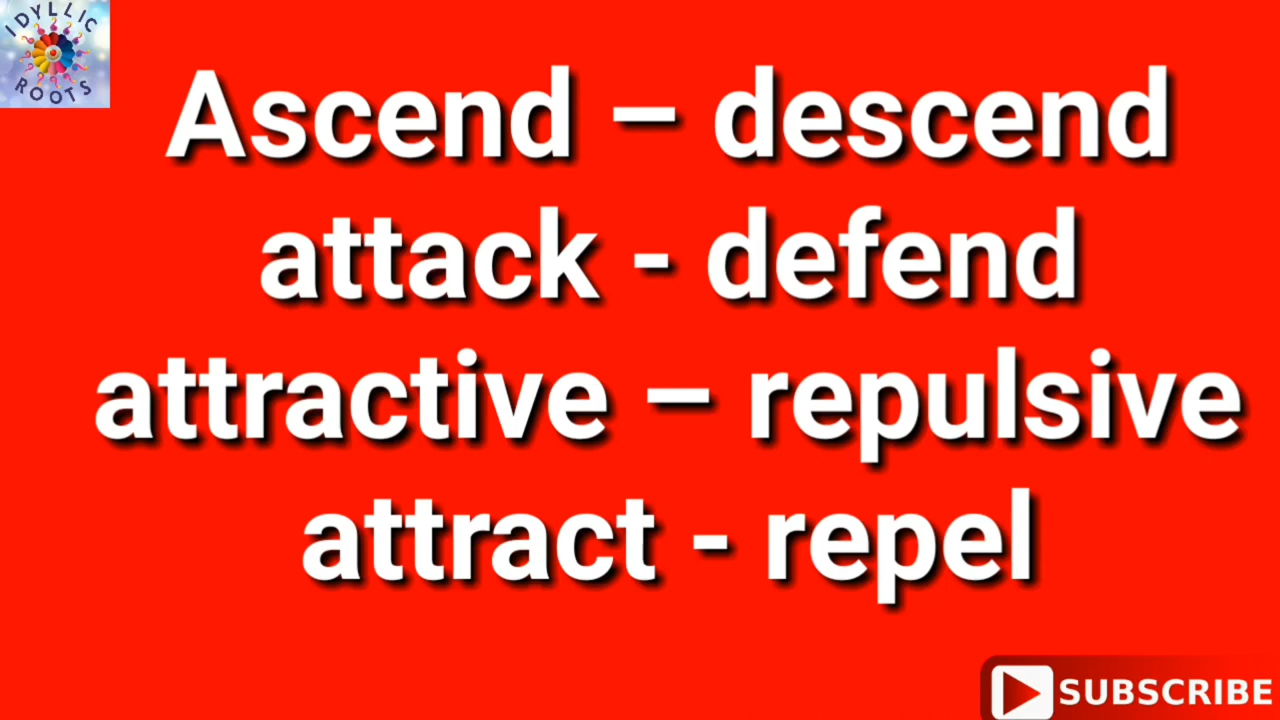 IDYLLIC
ROOTS
Ascend – descend
attack - defend
attractive – repulsive
attract - repel
SUBSCRIBE